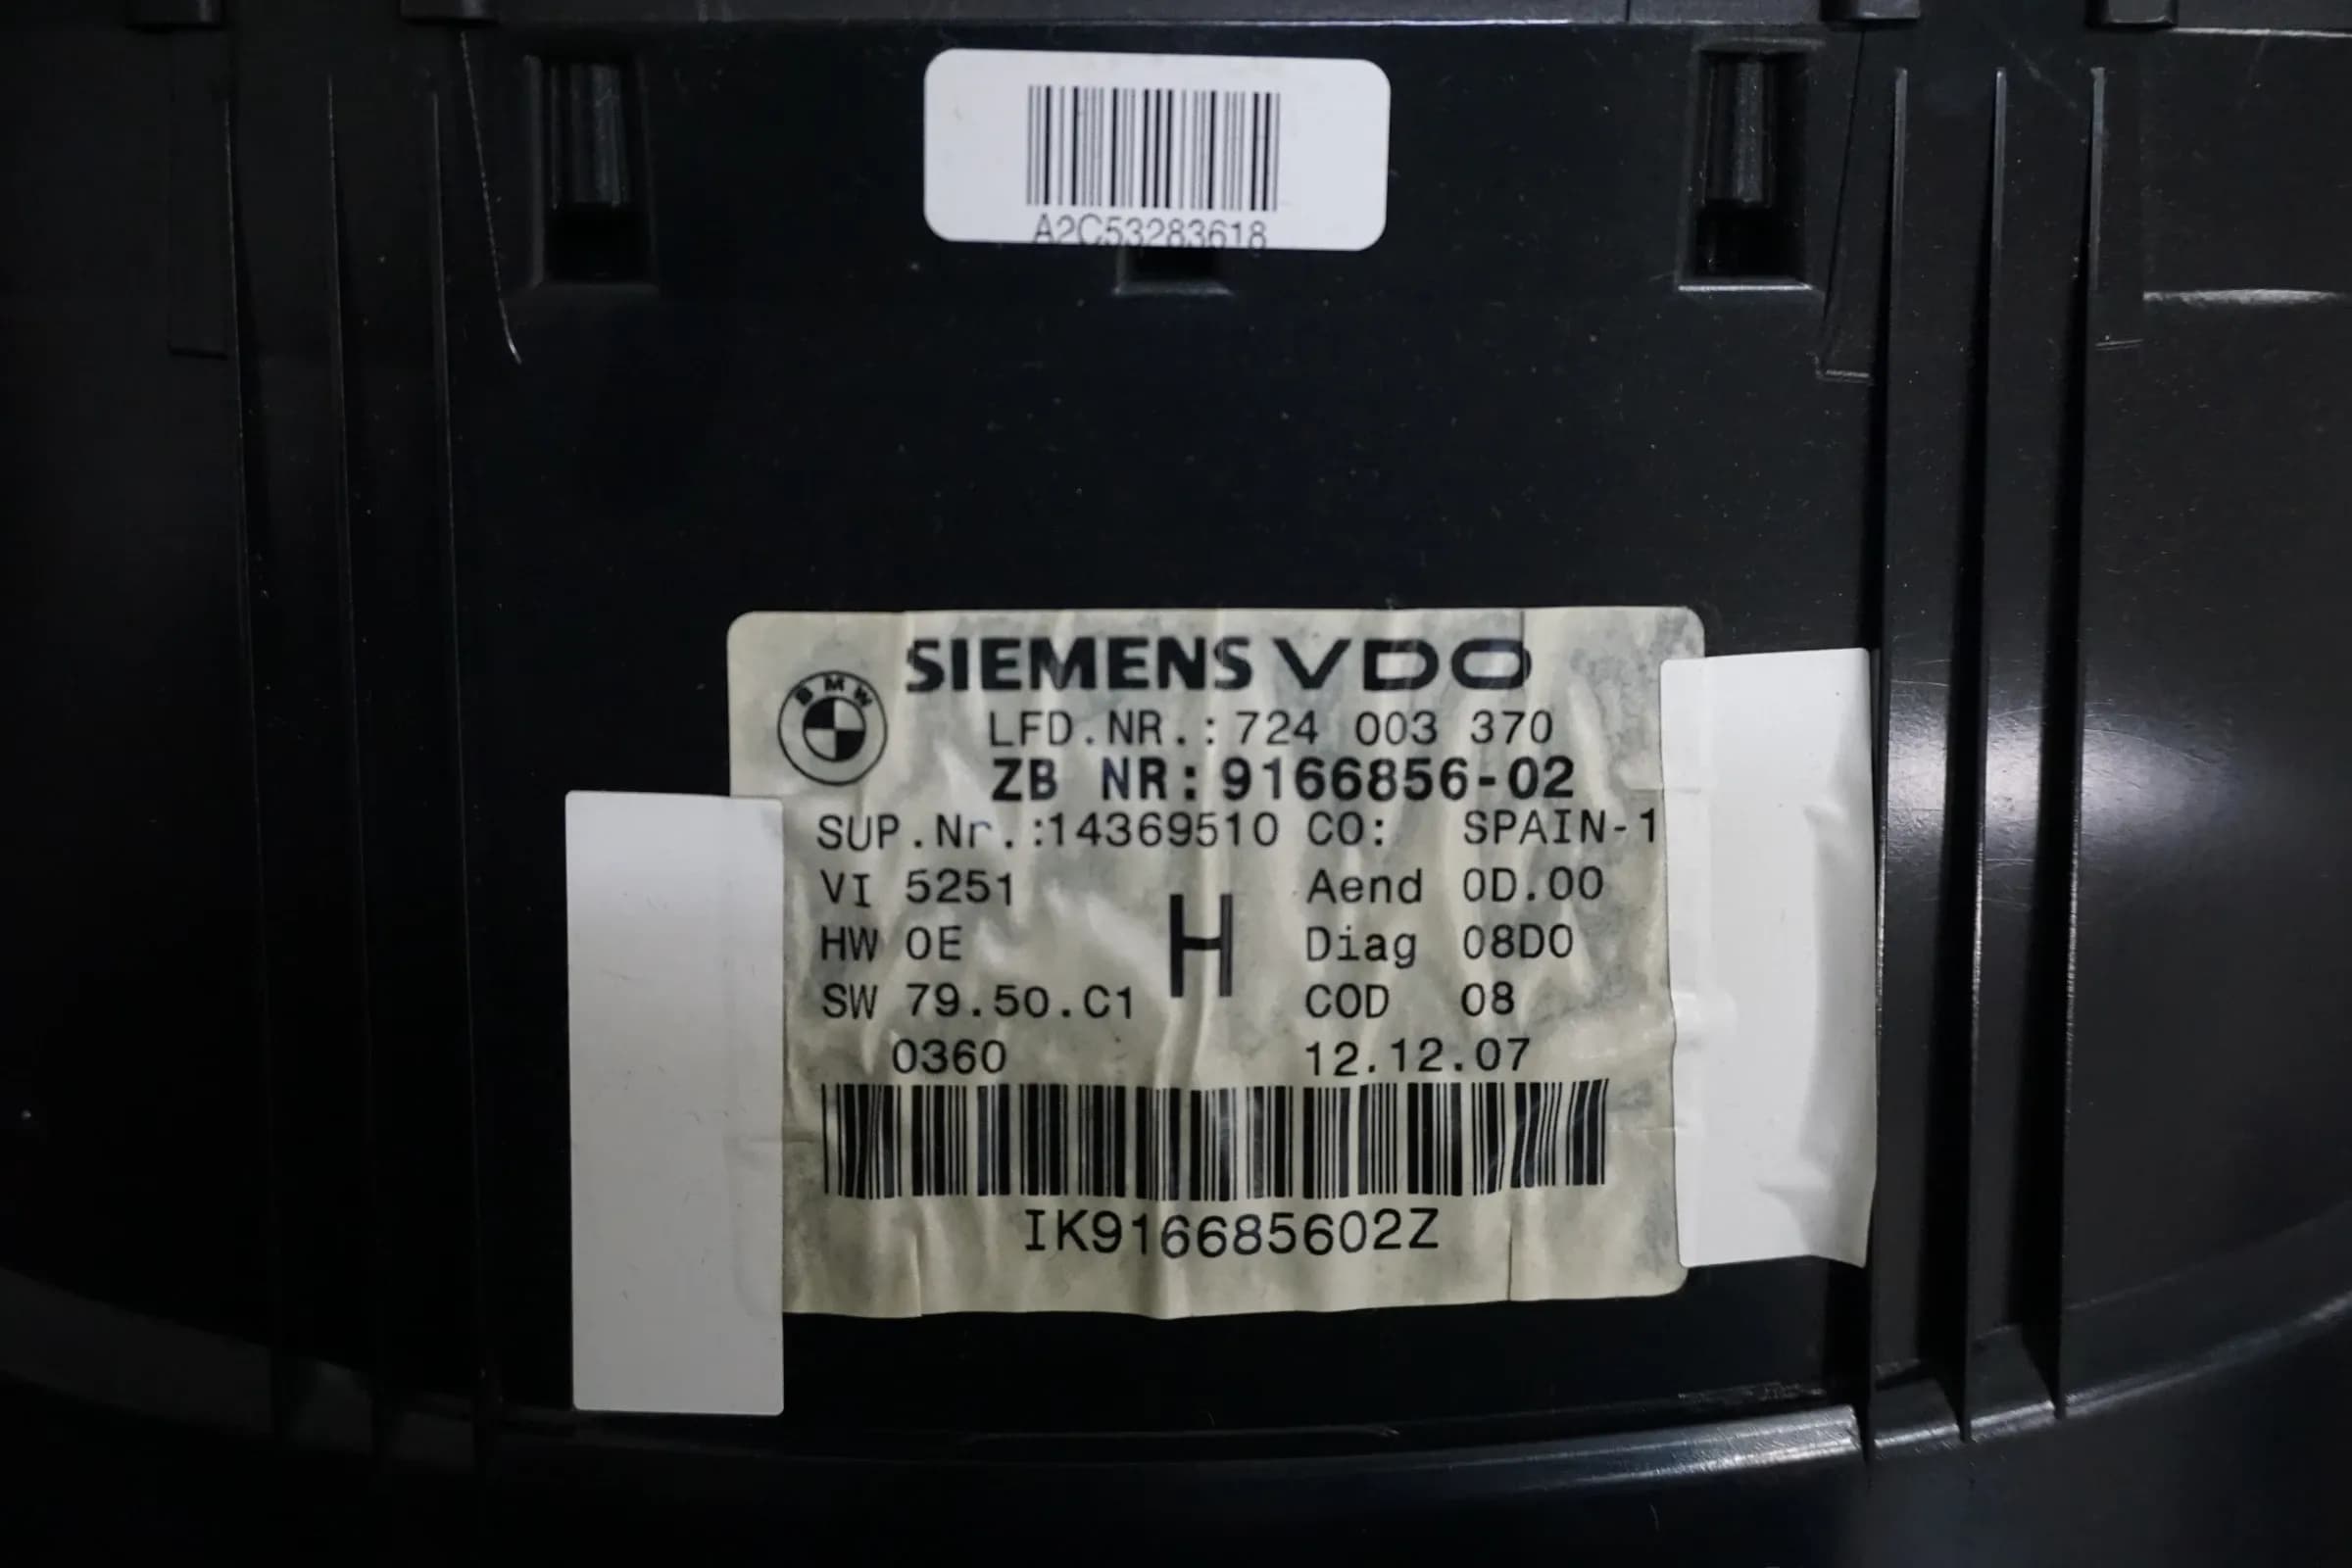 A2C53283618
SIEMENS VDO
BMW
LFD.NR.:724 003 370
ZB NR:9166856-02
SUP.Nr.:14369510 CO: SPAIN-1
VI 5251 Aend 0D.00
H
HW 0E Diag 08D0
SW 79.50.C1 COD 08
0360 12.12.07
IK916685602Z